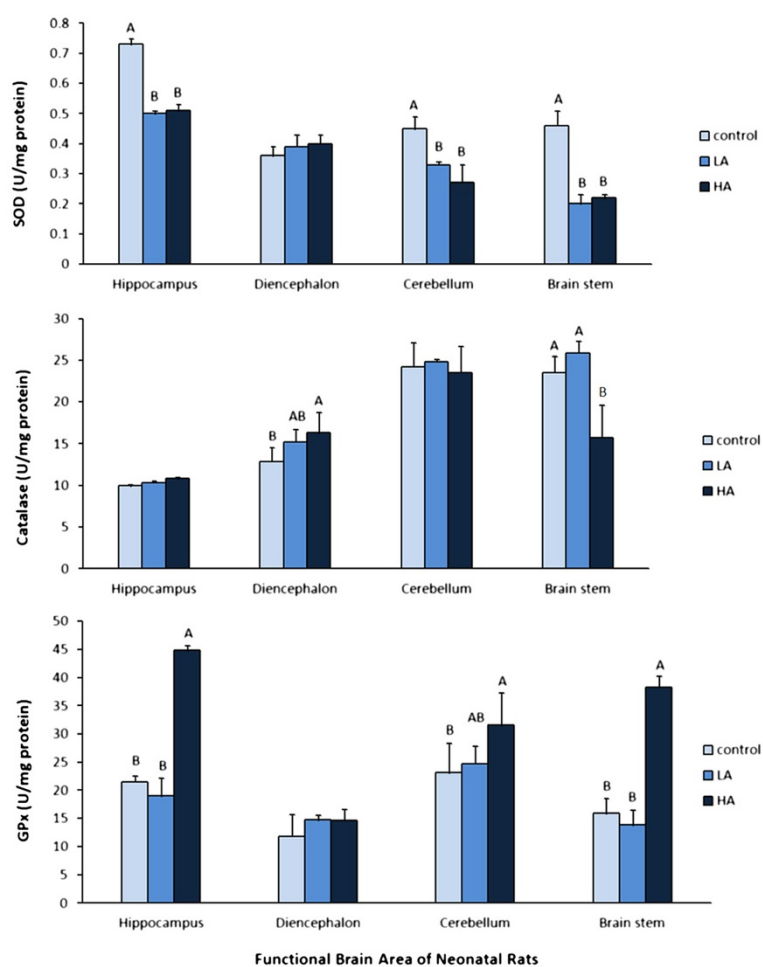 SOD (U/mg protein)
0.8
0.7
0.6
0.5
0.4
0.3
0.2
0.1
0
A
B B
A
B B
A
B B
control
LA
HA
Hippocampus Diencephalon Cerebellum Brain stem
Catalase (U/mg protein)
30
25
20
15
10
5
0
B AB A
A A B
control
LA
HA
Hippocampus Diencephalon Cerebellum Brain stem
GPx (U/mg protein)
50
45
40
35
30
25
20
15
10
5
0
B B A
B AB A
B B A
control
LA
HA
Hippocampus Diencephalon Cerebellum Brain stem
Functional Brain Area of Neonatal Rats